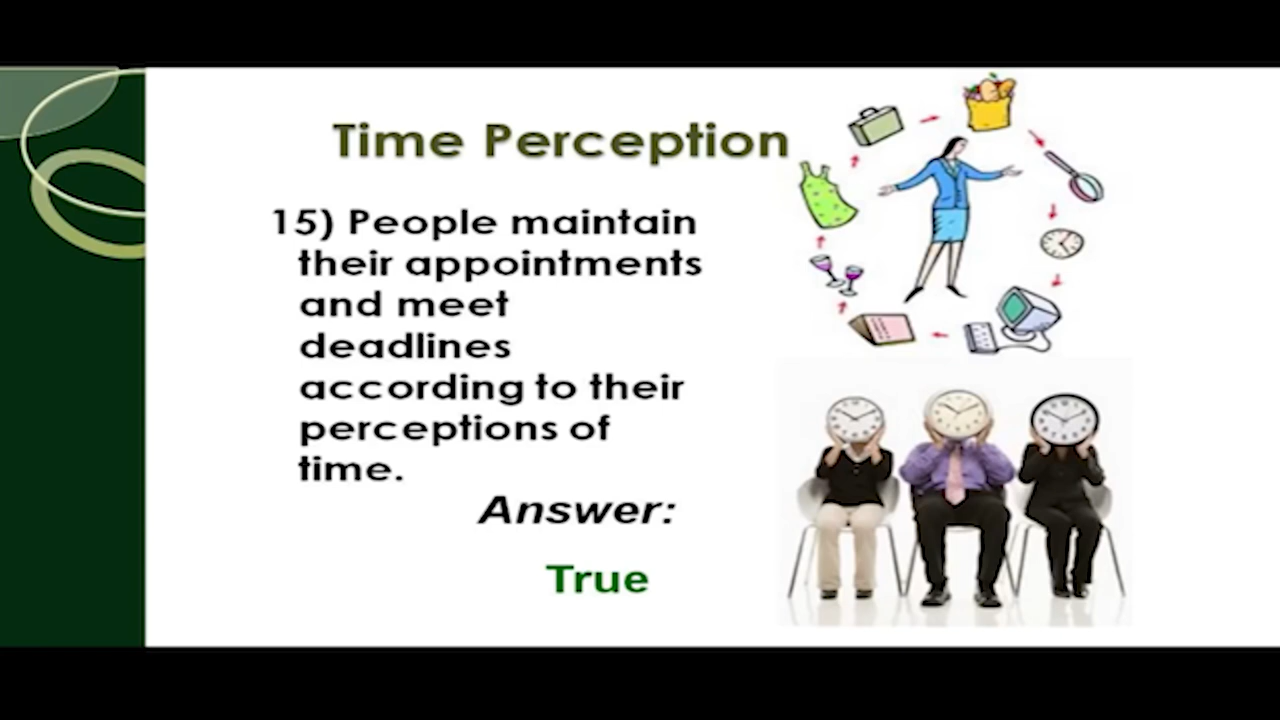 Time Perception
15) People maintain
their appointments
and meet
deadlines
according to their
perceptions of
time.
Answer:
True